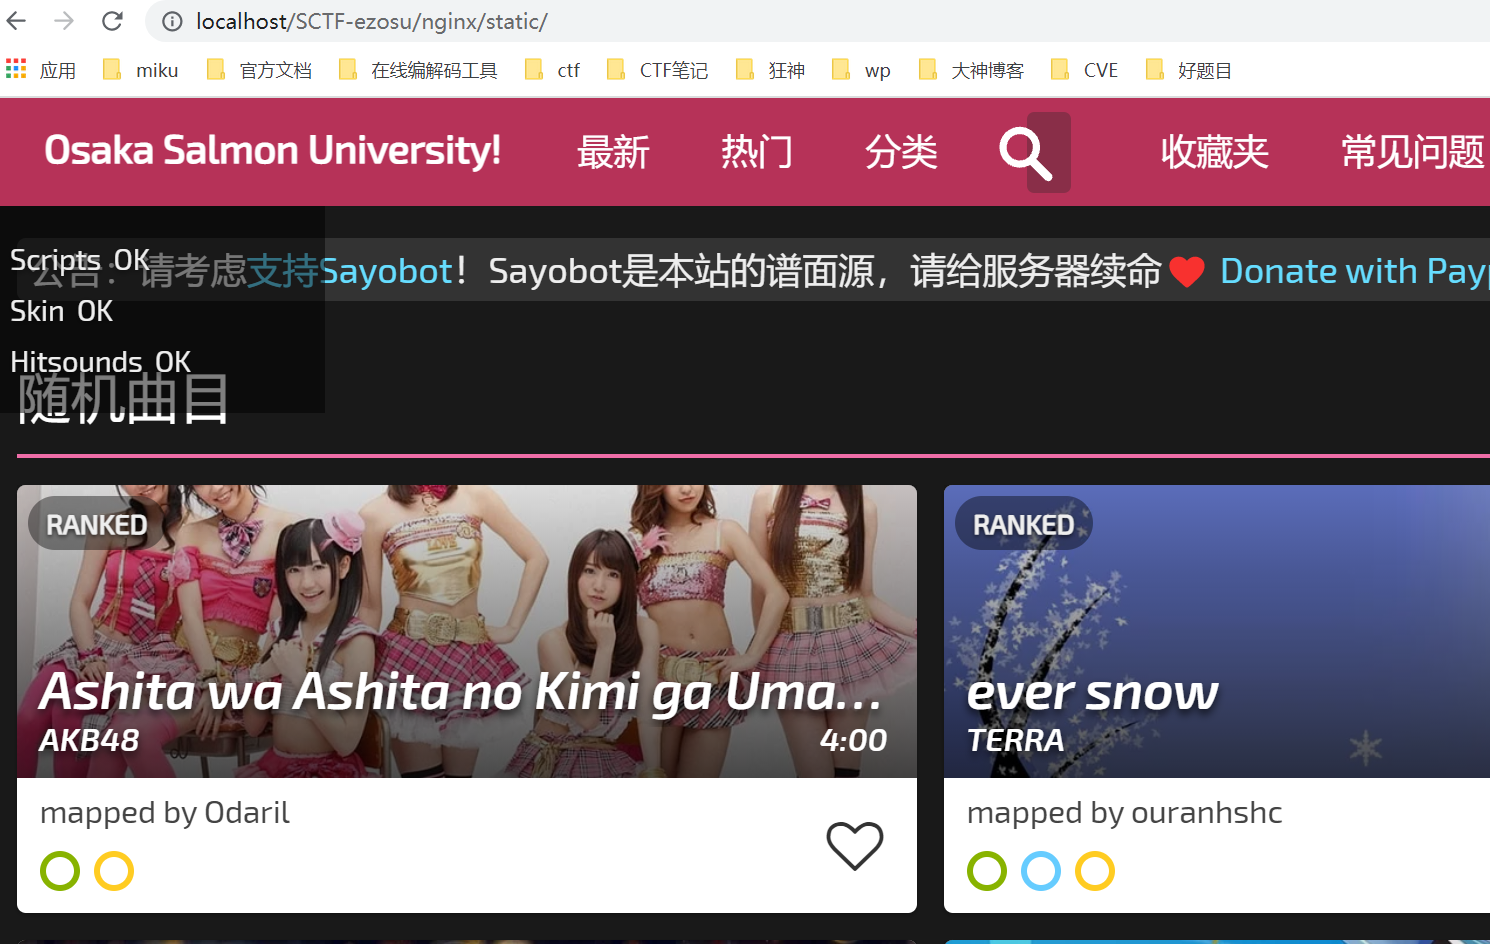 localhost/SCTF-ezosu/nginx/static/
应用 miku 官方文档 在线编解码工具 ctf CTF笔记 狂神 wp 大神博客 CVE 好题目
Osaka Salmon University! 最新 热门 分类 收藏夹 常见问题
Scripts OK
公告：请考虑支持Sayobot！Sayobot是本站的谱面源，请给服务器续命 Donate with Payp
Skin OK
Hitsounds OK
随机曲目
RANKED
Ashita wa Ashita no Kimi ga Uma...
AKB48 4:00
mapped by Odaril
RANKED
ever snow
TERRA
mapped by ouranhshc